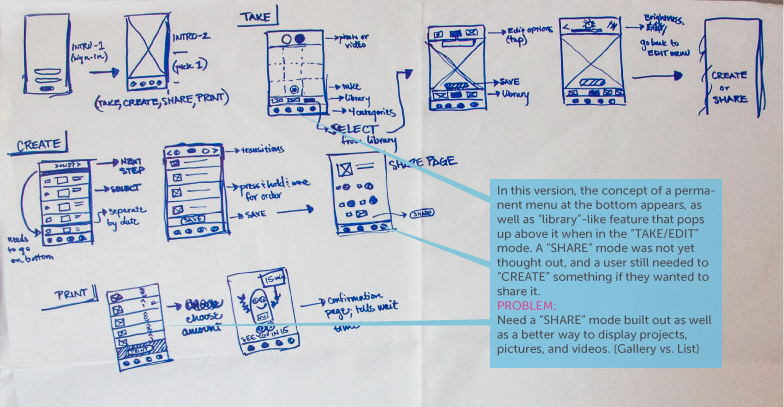 TAKE
INTRO-1
(sign-in)
INTRO-2
(pick 1)
(TAKE, CREATE, SHARE, PRINT)
photo or
video
take
library
4 categories
SELECT
from library
Edit options
(tap)
SAVE
library
Brightness,
go back to
EDIT MENU
CREATE
or
SHARE
CREATE
NEXT
NEXT
STEP
SELECT
separate
by date
needs
to go
on bottom
transitions
press + hold + move
for order
SAVE
SAVE
SHARE PAGE
SHARE
In this version, the concept of a perma-
nent menu at the bottom appears, as
well as “library”-like feature that pops
up above it when in the “TAKE/EDIT”
mode. A “SHARE” mode was not yet
thought out, and a user still needed to
“CREATE” something if they wanted to
share it.
PROBLEM:
Need a “SHARE” mode built out as well
as a better way to display projects,
pictures, and videos. (Gallery vs. List)
PRINT
choose
amount
15 min
SEE YOU IN 15
confirmation
page, tells wait
time